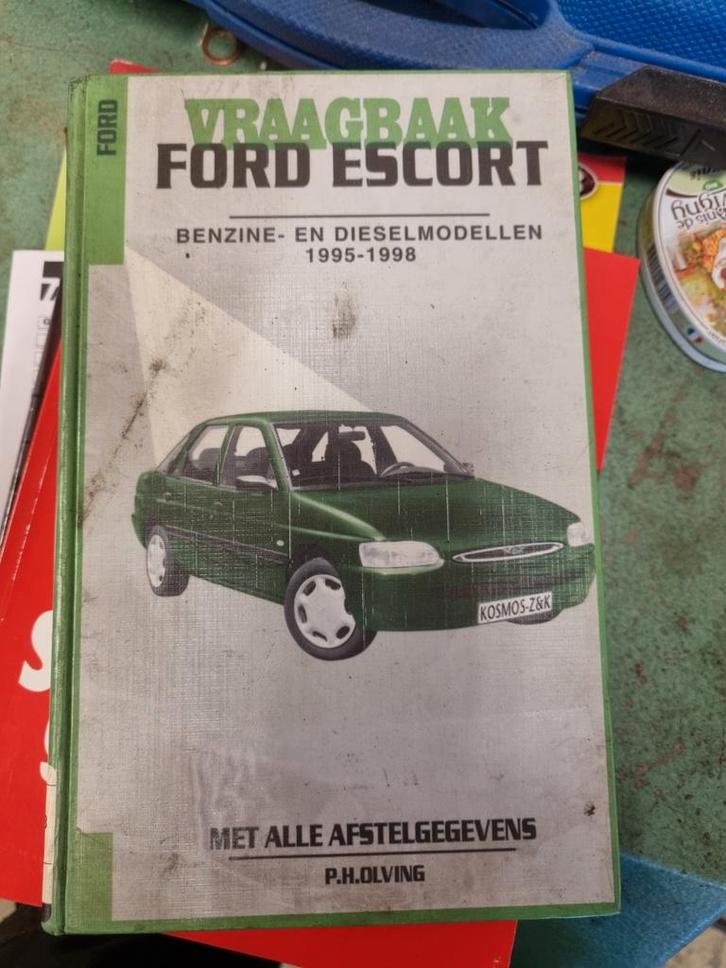 FORD
VRAAGBAAK
FORD ESCORT
BENZINE- EN DIESELMODELLEN
1995-1998
KOSMOS-Z&K
MET ALLE AFSTELGEGEVENS
P.H.OLVING